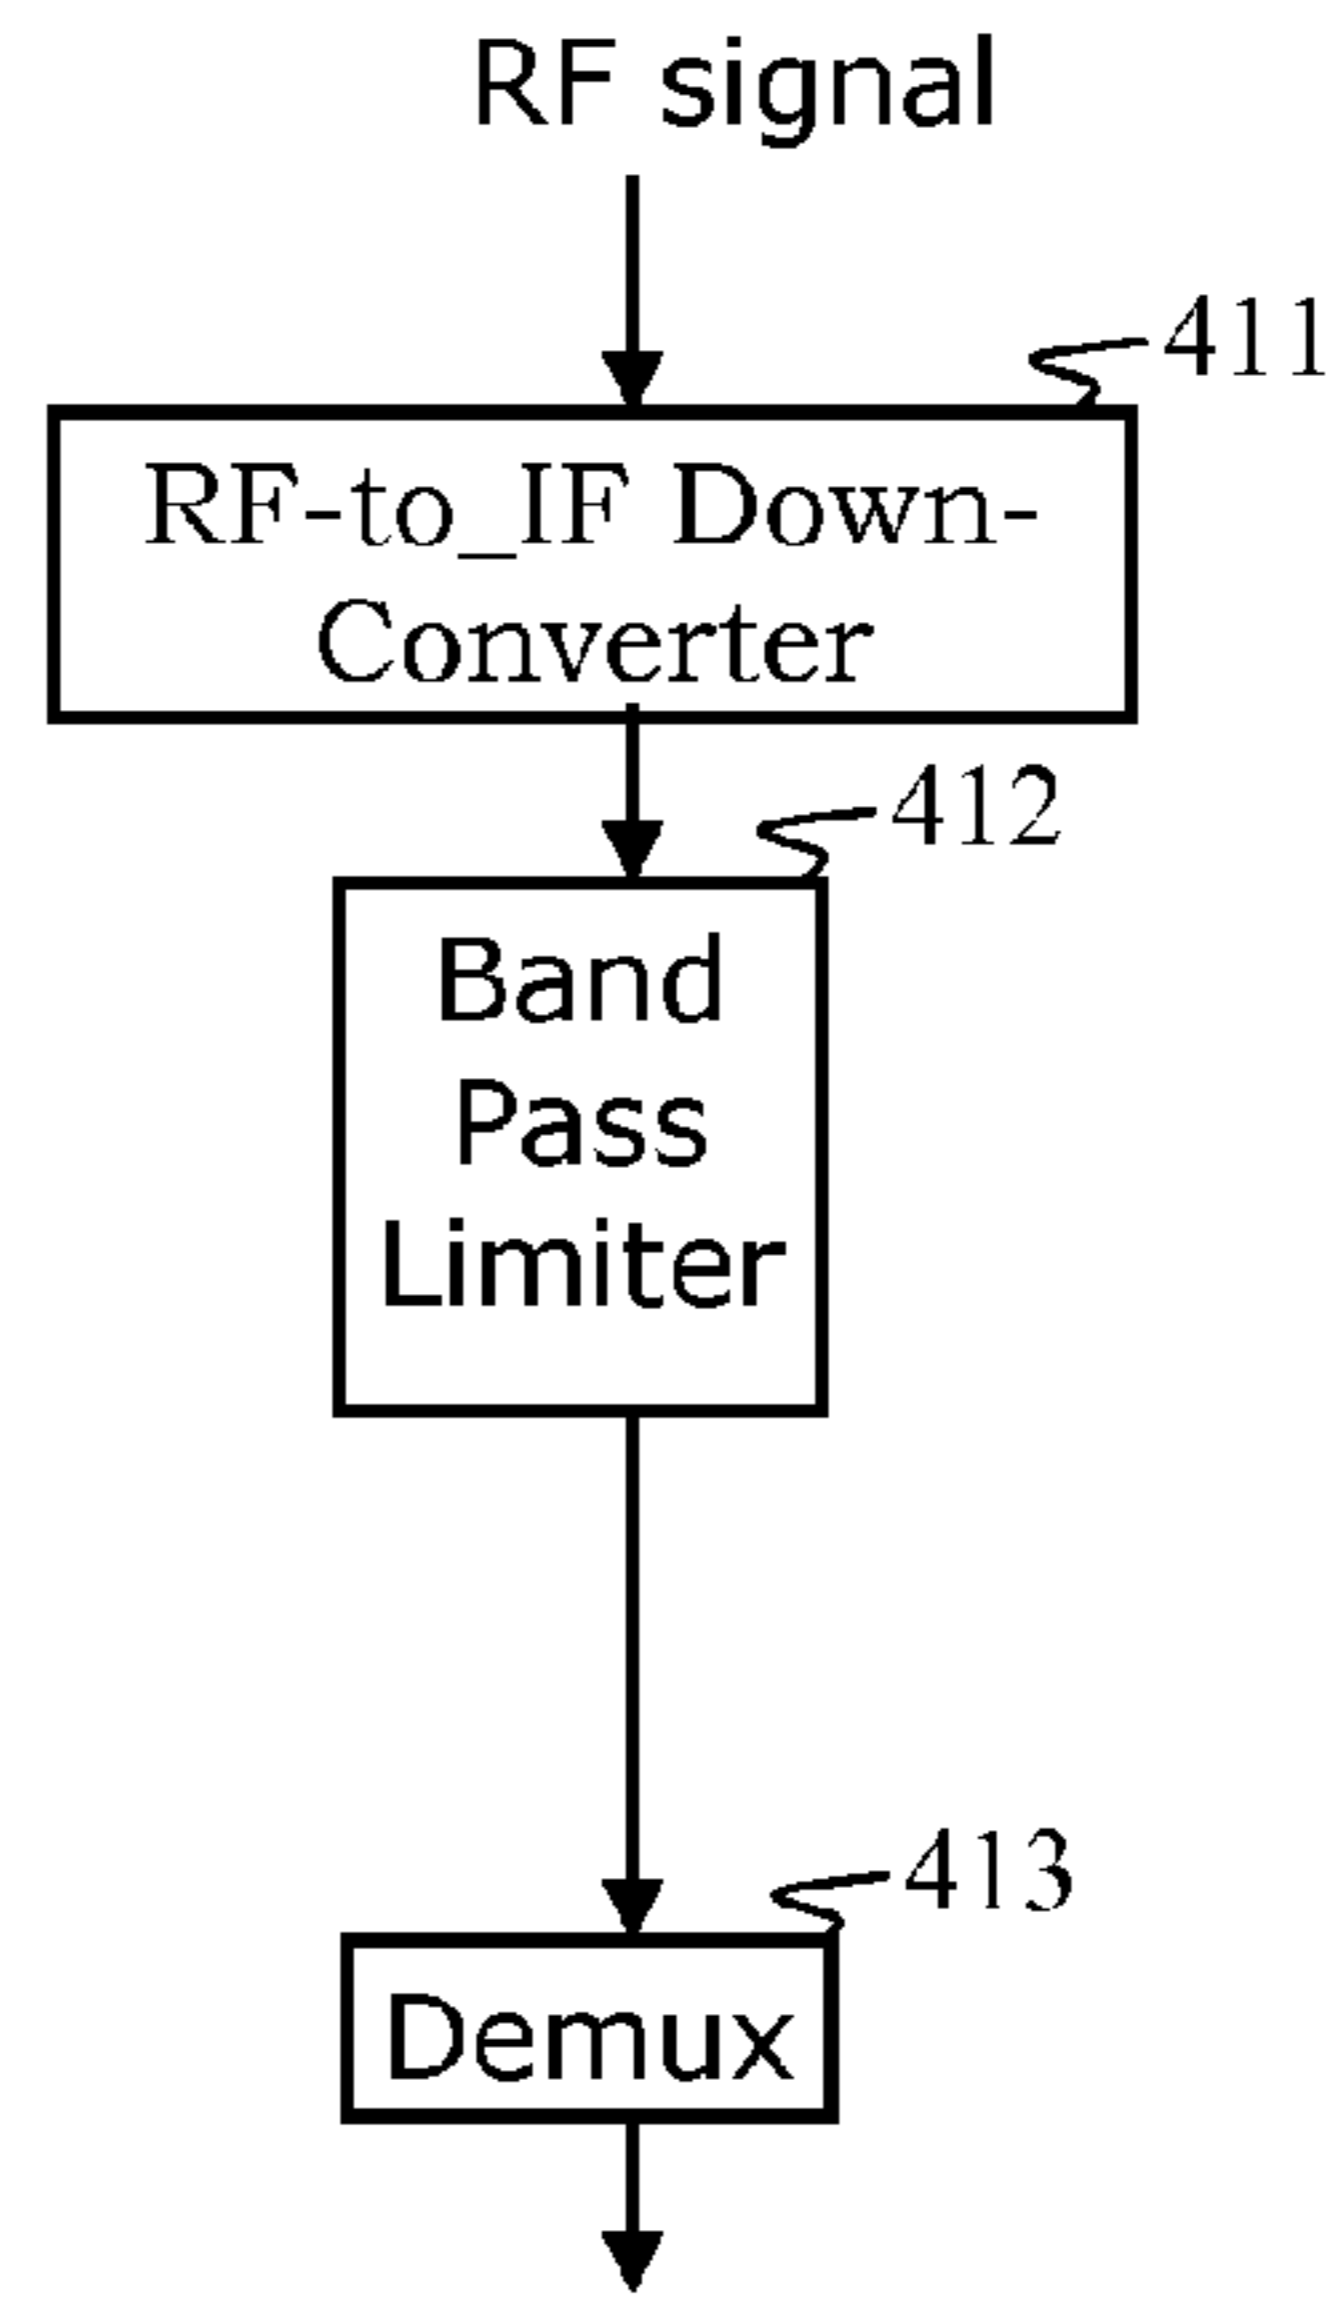 RF signal
411
RF-to_IF Down-
Converter
412
Band
Pass
Limiter
413
Demux